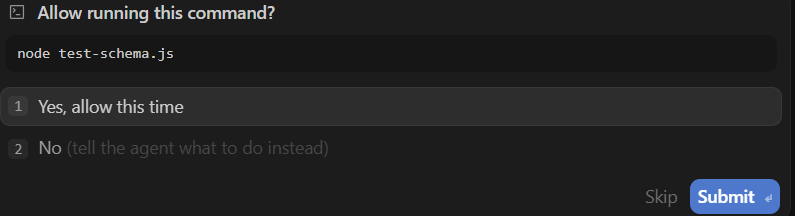 Allow running this command?
node test-schema.js
1 Yes, allow this time
2 No (tell the agent what to do instead)
Skip Submit